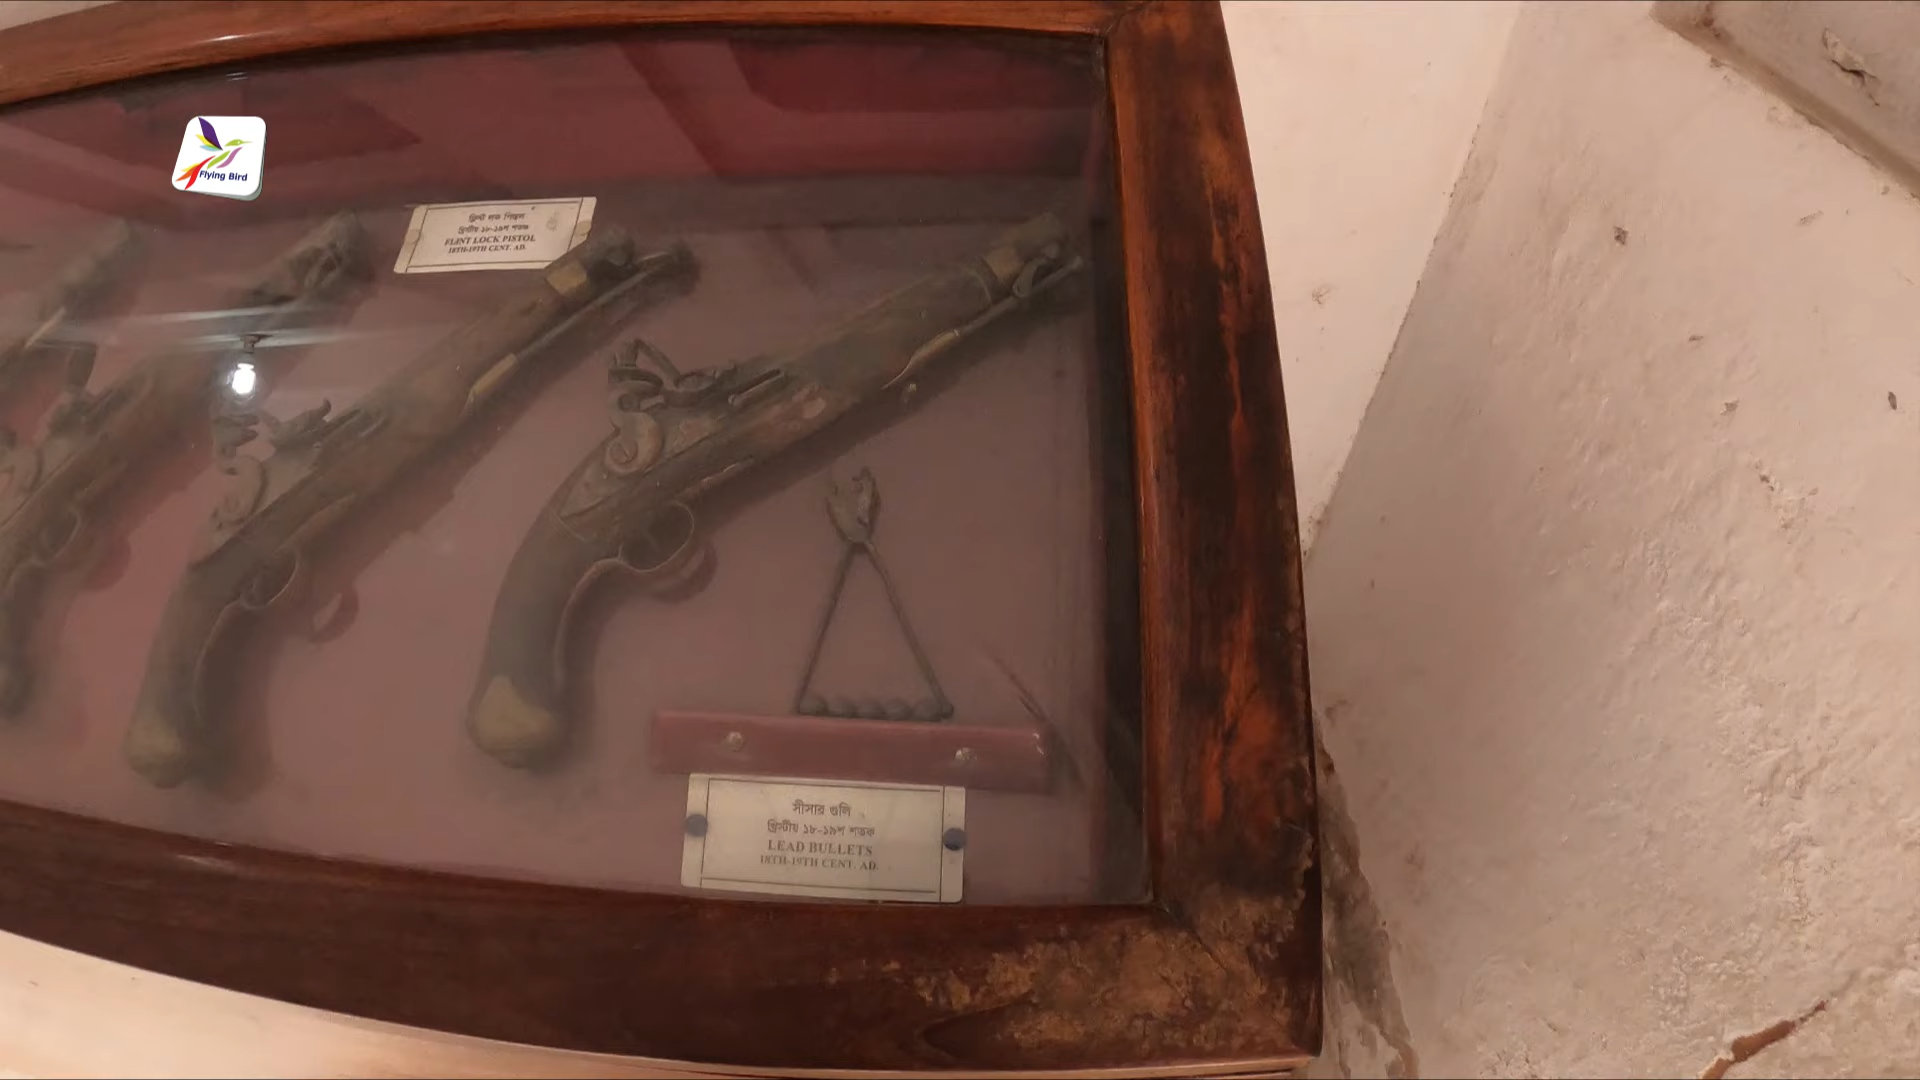 Flying Bird
ফ্লিন্ট লক পিস্তল
খ্রিস্টীয় ১৮-১৯শ শতক
FLINT LOCK PISTOL
18TH-19TH CENT. AD.
সীসার গুলি
খ্রিস্টীয় ১৮-১৯শ শতক
LEAD BULLETS
18TH-19TH CENT. AD.